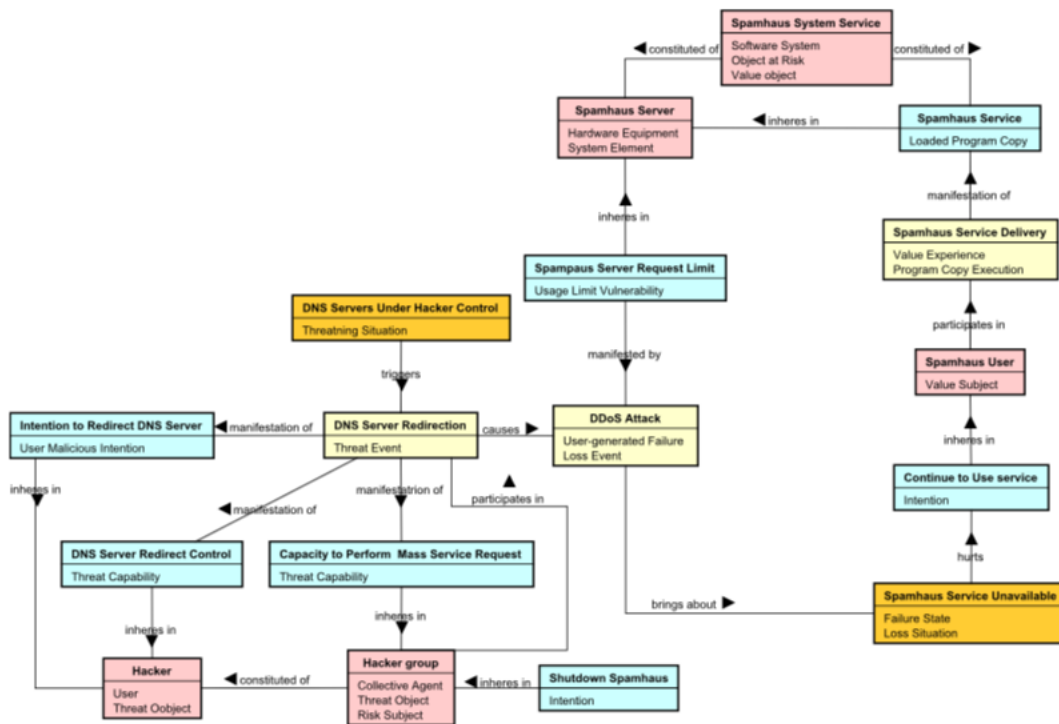 Spamhaus System Service
Software System
Object at Risk
Value object
constituted of
constituted of
Spamhaus Server
Hardware Equipment
System Element
inheres in
Spamhaus Service
Loaded Program Copy
manifestation of
inheres in
Spamhaus Service Delivery
Value Experience
Program Copy Execution
Spampaus Server Request Limit
Usage Limit Vulnerability
DNS Servers Under Hacker Control
Threatning Situation
participates in
manifested by
Spamhaus User
Value Subject
triggers
Intention to Redirect DNS Server
User Malicious Intention
manifestation of
DNS Server Redirection
Threat Event
causes
DDoS Attack
User-generated Failure
Loss Event
inheres in
Continue to Use service
Intention
inheres in
manifestatrion of
participates in
manifestation of
DNS Server Redirect Control
Threat Capability
Capacity to Perform Mass Service Request
Threat Capability
hurts
Spamhaus Service Unavailable
Failure State
Loss Situation
brings about
inheres in
inheres in
Hacker
User
Threat Oobject
constituted of
Hacker group
Collective Agent
Threat Object
Risk Subject
inheres in
Shutdown Spamhaus
Intention